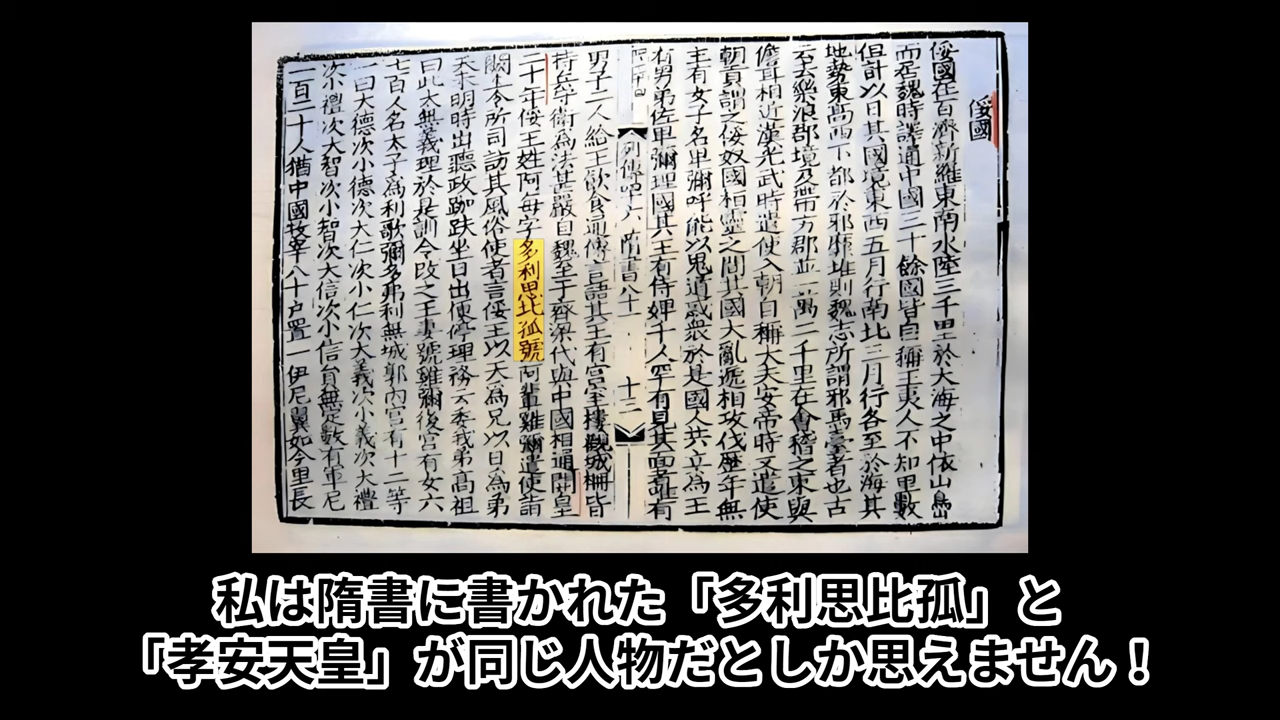 俀國
俀國在百濟新羅東南水陸三千里於大海之中依山島
而居魏時譯通中國三十餘國皆自稱王夷人不知里數
但計以日其國境東西五月行南北三月行各至於海其
地勢東高西下都於邪靡堆則魏志所謂邪馬臺者也古
云去樂浪郡境及帶方郡並一萬二千里在會稽之東與
儋耳相近漢光武時遣使入朝自稱大夫安帝時又遣使
朝貢謂之俀奴國桓靈之間其國大亂遞相攻伐歷年無
主有女子名卑彌呼能以鬼道惑衆於是國人共立為王
有男弟佐卑彌理國其王有侍婢千人罕有見其面者唯有
列傳四十六 隋書八十一 十三
男子二人給王飲食通傳言語其王有宮室樓觀城柵皆
持兵守衛為法甚嚴自魏至于齊梁代與中國相通開皇
二十年俀王姓阿每字多利思比孤號阿輩雞彌遣使詣
闕上令所司訪其風俗使者言俀王以天為兄以日為弟
天未明時出聽政跏趺坐日出便停理務云委我弟高祖
曰此太無義理於是訓令改之王妻號雞彌後宮有女六
七百人名太子為利歌彌多弗利無城郭內官有十二等
一曰大德次小德次大仁次小仁次大義次小義次大禮
次小禮次大智次小智次大信次小信員無定數有軍尼
一百二十人猶中國牧宰八十戶置一伊尼翼如今里長
私は隋書に書かれた「多利思比孤」と
「孝安天皇」が同じ人物だとしか思えません！